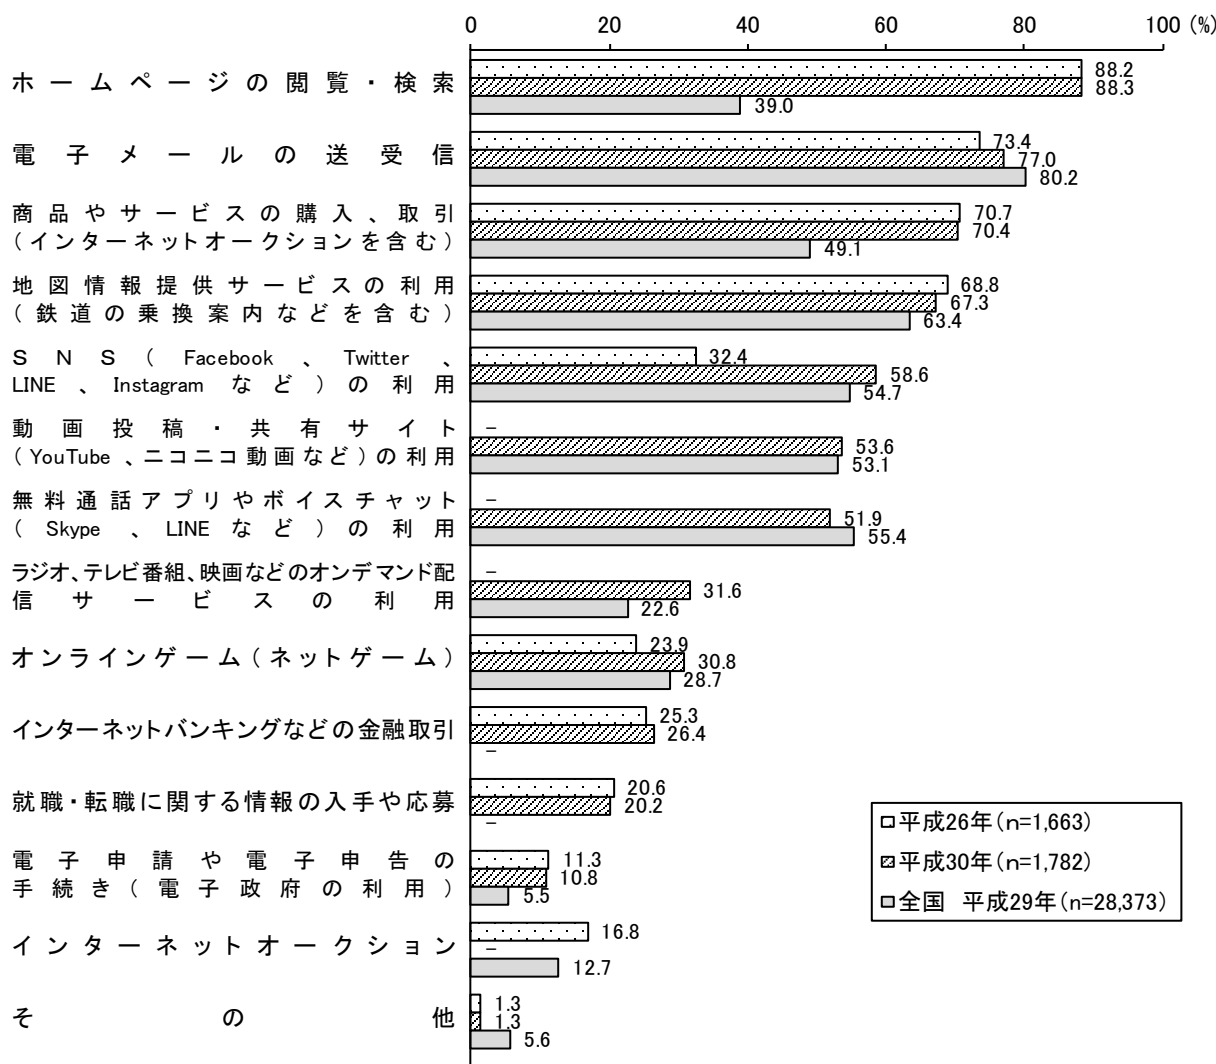 0 20 40 60 80 100 (%)
ホームページの閲覧・検索
88.2
88.3
39.0
電子メールの送受信
73.4
77.0
80.2
商品やサービスの購入、取引
(インターネットオークションを含む)
70.7
70.4
49.1
地図情報提供サービスの利用
(鉄道の乗換案内などを含む)
68.8
67.3
63.4
SNS(Facebook、Twitter、
LINE、Instagramなど)の利用
32.4
58.6
54.7
動画投稿・共有サイト
(YouTube、ニコニコ動画など)の利用
–
53.6
53.1
無料通話アプリやボイスチャット
(Skype、LINEなど)の利用
–
51.9
55.4
ラジオ、テレビ番組、映画などのオンデマンド配
信サービスの利用
–
31.6
22.6
オンラインゲーム(ネットゲーム)
23.9
30.8
28.7
インターネットバンキングなどの金融取引
25.3
26.4
–
就職・転職に関する情報の入手や応募
20.6
20.2
–
電子申請や電子申告の
手続き(電子政府の利用)
11.3
10.8
5.5
インターネットオークション
16.8
–
12.7
その他
1.3
1.3
5.6
平成26年(n=1,663)
平成30年(n=1,782)
全国 平成29年(n=28,373)